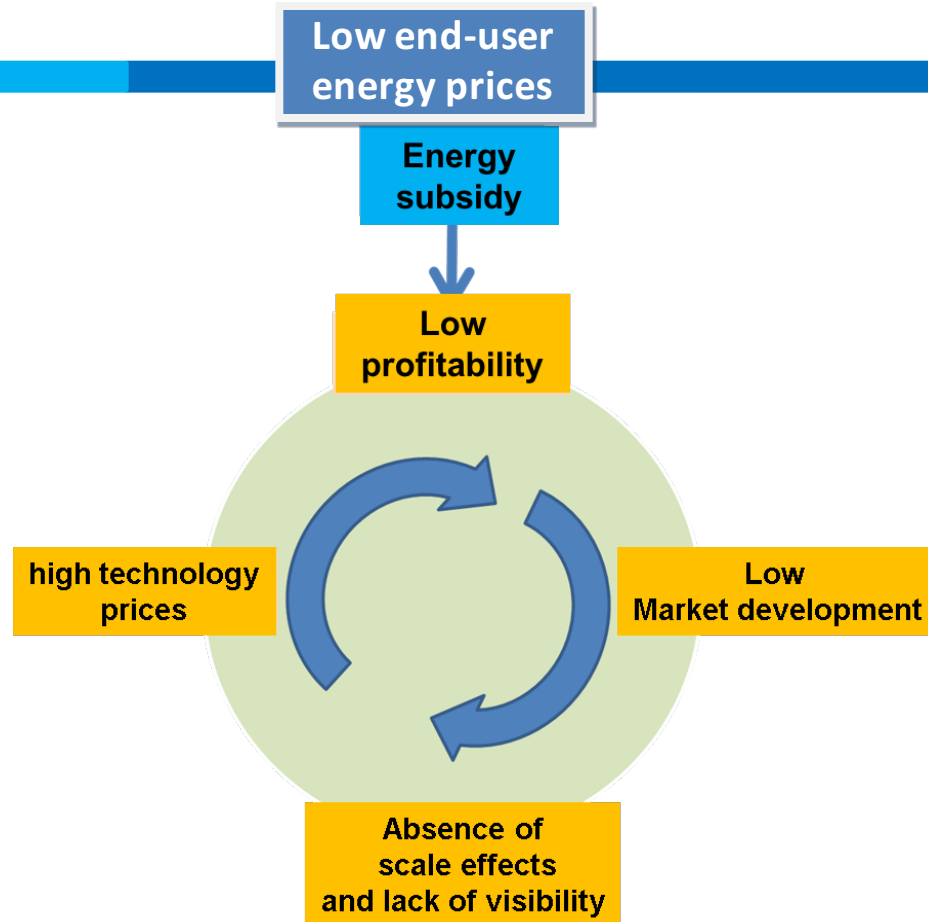 Low end-user
energy prices
Energy
subsidy
Low
profitability
high technology
prices
Low
Market development
Absence of
scale effects
and lack of visibility